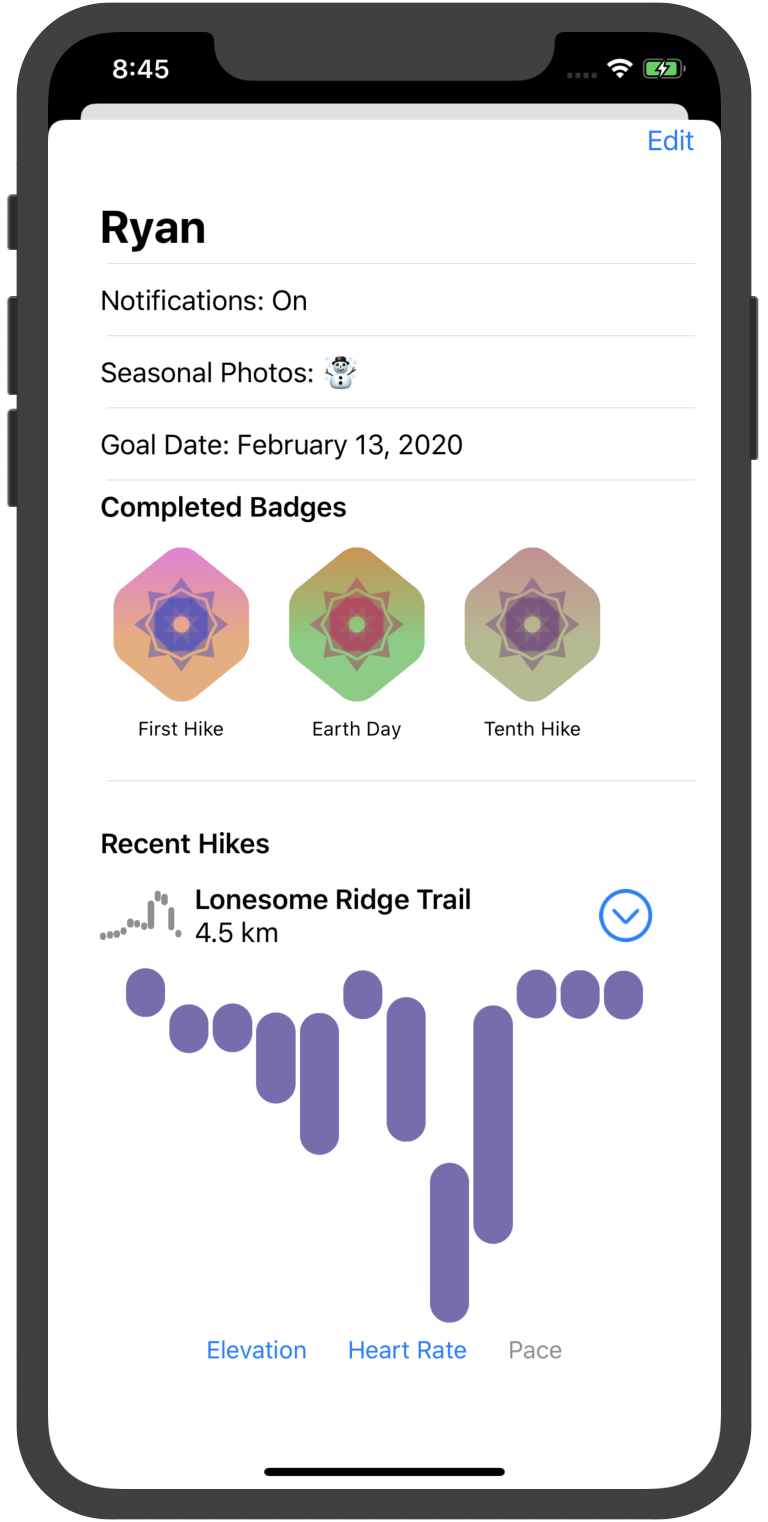 8:45
Edit
Ryan
Notifications: On
Seasonal Photos: ☃️
Goal Date: February 13, 2020
Completed Badges
First Hike
Earth Day
Tenth Hike
Recent Hikes
Lonesome Ridge Trail
4.5 km
Elevation
Heart Rate
Pace